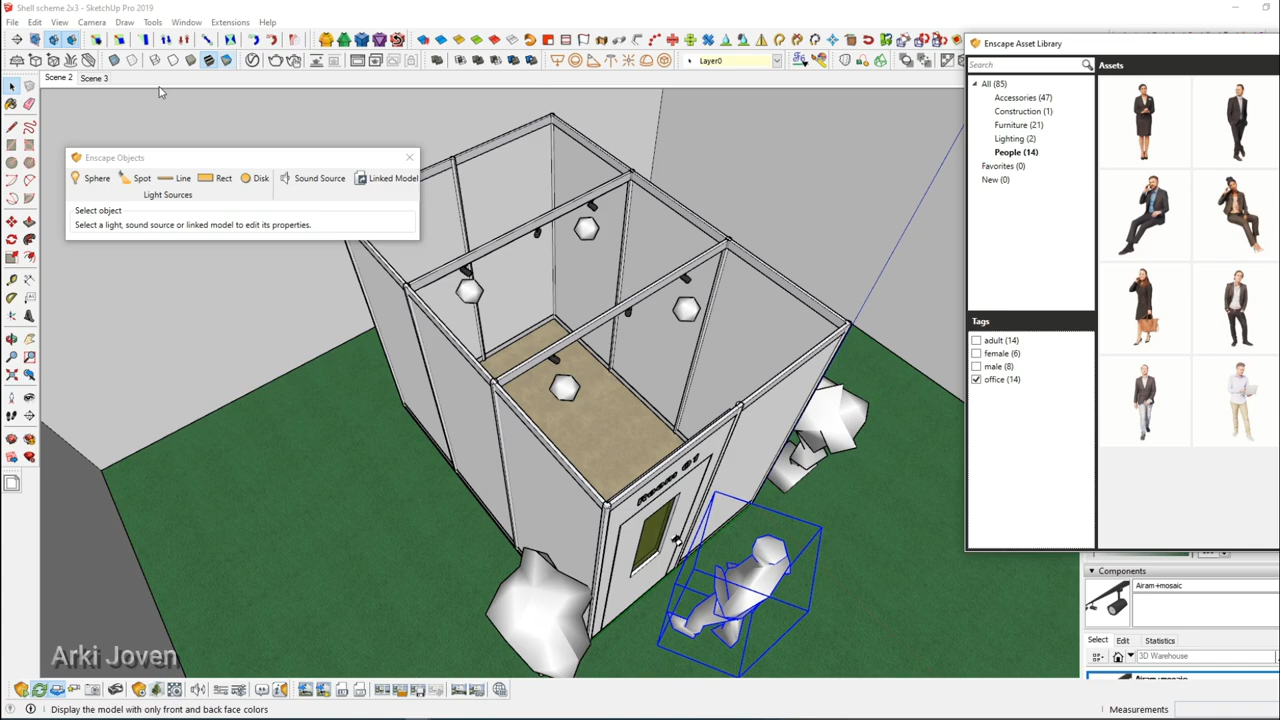 Shell scheme 2x3 - SketchUp Pro 2019
File Edit View Camera Draw Tools Window Extensions Help
Layer0
Scene 2 Scene 3
Enscape Objects
Sphere Spot Line Rect Disk Sound Source Linked Model
Light Sources
Select object
Select a light, sound source or linked model to edit its properties.
Room 01
Enscape Asset Library
Search
Assets
All (85)
Accessories (47)
Construction (1)
Furniture (21)
Lighting (2)
People (14)
Favorites (0)
New (0)
Tags
adult (14)
female (6)
male (8)
office (14)
Components
Airam+mosaic
Select Edit Statistics
3D Warehouse
Arki Joven
Display the model with only front and back face colors
Measurements